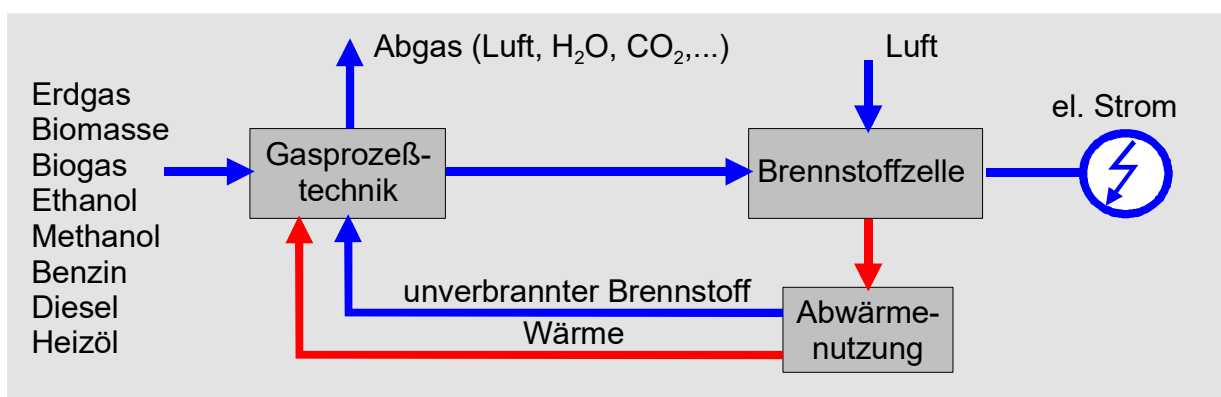 Abgas (Luft, H₂O, CO₂,...)
Luft
Erdgas
Biomasse
Biogas
Ethanol
Methanol
Benzin
Diesel
Heizöl
Gasprozeß-
technik
Brennstoffzelle
el. Strom
unverbrannter Brennstoff
Wärme
Abwärme-
nutzung